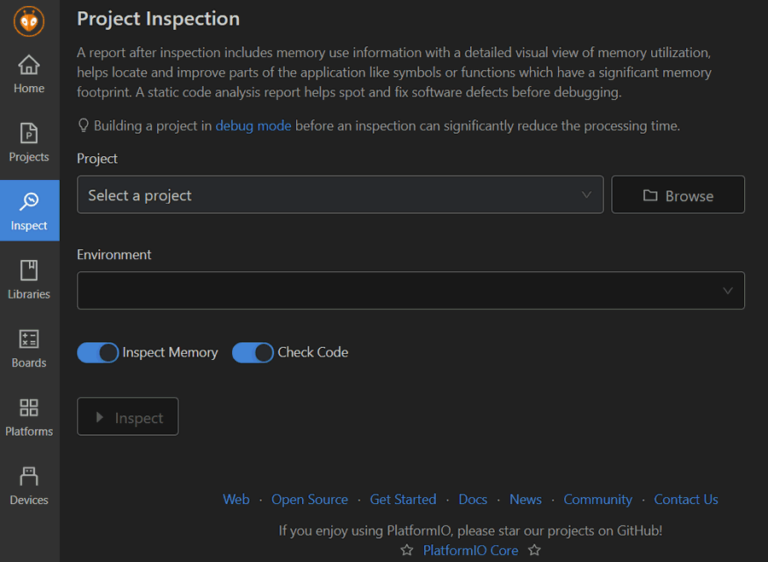 Project Inspection
A report after inspection includes memory use information with a detailed visual view of memory utilization,
helps locate and improve parts of the application like symbols or functions which have a significant memory
footprint. A static code analysis report helps spot and fix software defects before debugging.
Building a project in debug mode before an inspection can significantly reduce the processing time.
Home
Projects
Inspect
Libraries
Boards
Platforms
Devices
Project
Select a project
Browse
Environment
Inspect Memory
Check Code
Inspect
Web · Open Source · Get Started · Docs · News · Community · Contact Us
If you enjoy using PlatformIO, please star our projects on GitHub!
PlatformIO Core